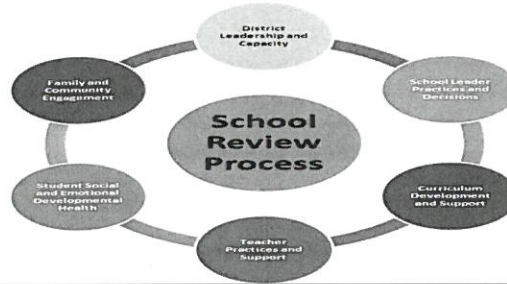 District
Leadership and
Capacity
School Leader
Practices and
Decisions
Curriculum
Development
and Support
Teacher
Practices and
Support
Student Social
and Emotional
Developmental
Health
Family and
Community
Engagement
School
Review
Process